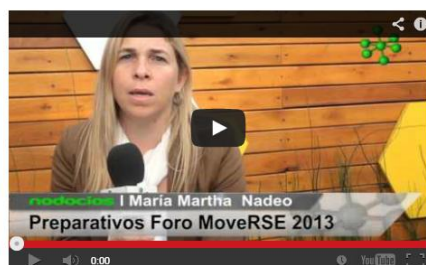 nodocios | María Martha Nadeo
Preparativos Foro MoveRSE 2013
0:00
YouTube